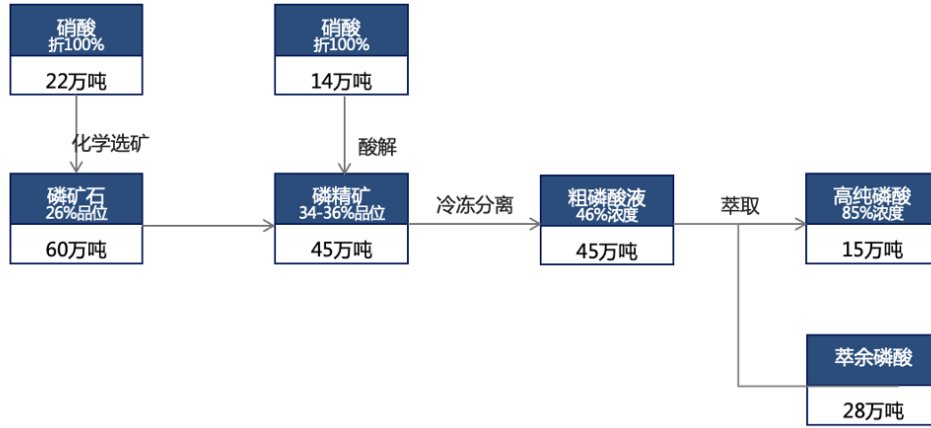 硝酸
折100%
22万吨
硝酸
折100%
14万吨
化学选矿
酸解
磷矿石
26%品位
60万吨
磷精矿
34-36%品位
45万吨
冷冻分离
粗磷酸液
46%浓度
45万吨
萃取
高纯磷酸
85%浓度
15万吨
萃余磷酸
28万吨